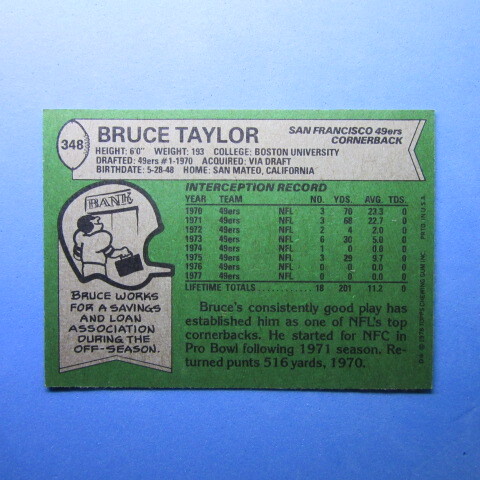 348
BRUCE TAYLOR
SAN FRANCISCO 49ers
CORNERBACK
HEIGHT: 6'0" WEIGHT: 193 COLLEGE: BOSTON UNIVERSITY
DRAFTED: 49ers #1-1970 ACQUIRED: VIA DRAFT
BIRTHDATE: 5-28-48 HOME: SAN MATEO, CALIFORNIA
INTERCEPTION RECORD
YEAR TEAM NO. YDS. AVG. TDS.
1970 49ers NFL 3 70 23.3 0
1971 49ers NFL 3 68 22.7 0
1972 49ers NFL 2 4 2.0 0
1973 49ers NFL 6 30 5.0 0
1974 49ers NFL 1 0 0.0 0
1975 49ers NFL 3 29 9.7 0
1976 49ers NFL 0 0 0.0 0
1977 49ers NFL 0 0 0.0 0
LIFETIME TOTALS 18 201 11.2 0
BANK
BRUCE WORKS
FOR A SAVINGS
AND LOAN
ASSOCIATION
DURING THE
OFF-SEASON.
Bruce's consistently good play has
established him as one of NFL's top
cornerbacks. He started for NFC in
Pro Bowl following 1971 season. Re-
turned punts 516 yards, 1970.
© 1978 TOPPS CHEWING GUM, INC. PRTD. IN U.S.A.